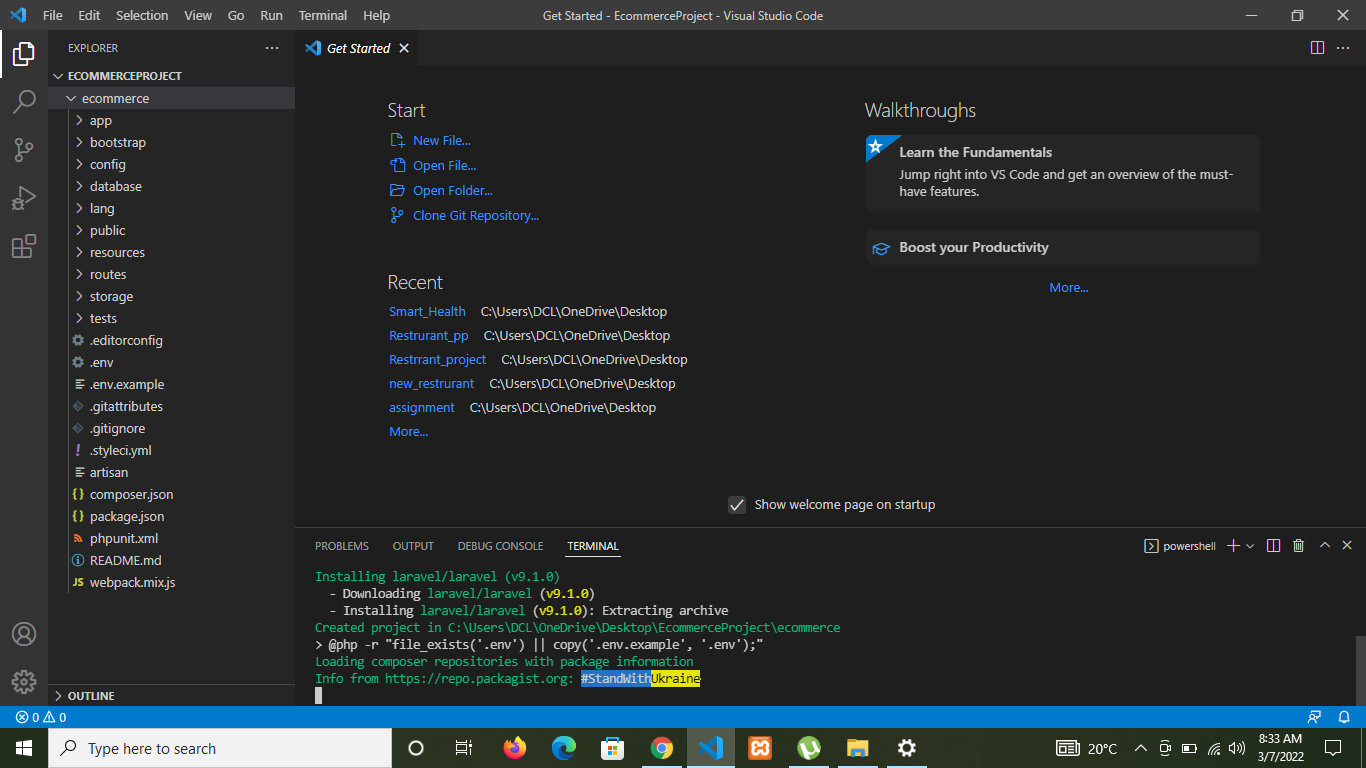 File Edit Selection View Go Run Terminal Help
Get Started - EcommerceProject - Visual Studio Code
EXPLORER
ECOMMERCEPROJECT
ecommerce
app
bootstrap
config
database
lang
public
resources
routes
storage
tests
.editorconfig
.env
.env.example
.gitattributes
.gitignore
.styleci.yml
artisan
composer.json
package.json
phpunit.xml
README.md
JS webpack.mix.js
OUTLINE
Get Started
Start
New File...
Open File...
Open Folder...
Clone Git Repository...
Recent
Smart_Health C:\Users\DCL\OneDrive\Desktop
Restrurant_pp C:\Users\DCL\OneDrive\Desktop
Restrrant_project C:\Users\DCL\OneDrive\Desktop
new_restrurant C:\Users\DCL\OneDrive\Desktop
assignment C:\Users\DCL\OneDrive\Desktop
More...
Walkthroughs
Learn the Fundamentals
Jump right into VS Code and get an overview of the must-
have features.
Boost your Productivity
More...
Show welcome page on startup
PROBLEMS OUTPUT DEBUG CONSOLE TERMINAL
powershell
Installing laravel/laravel (v9.1.0)
- Downloading laravel/laravel (v9.1.0)
- Installing laravel/laravel (v9.1.0): Extracting archive
Created project in C:\Users\DCL\OneDrive\Desktop\EcommerceProject\ecommerce
> @php -r "file_exists('.env') || copy('.env.example', '.env');"
Loading composer repositories with package information
Info from https://repo.packagist.org: #StandWithUkraine
0 0
Type here to search
20°C
8:33 AM
3/7/2022